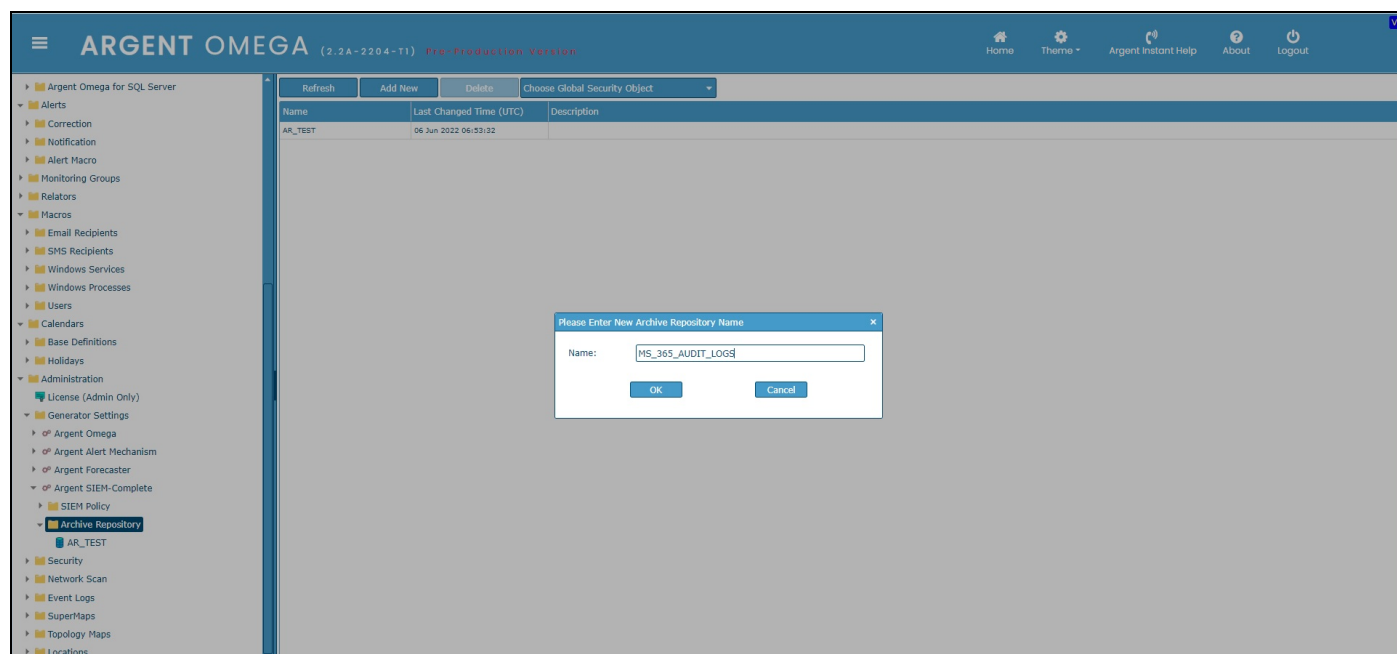 ARGENT OMEGA (2.2A-2204-T1) Pre-Production Version
Home
Theme
Argent Instant Help
About
Logout
V
Argent Omega for SQL Server
Alerts
Correction
Notification
Alert Macro
Monitoring Groups
Relators
Macros
Email Recipients
SMS Recipients
Windows Services
Windows Processes
Users
Calendars
Base Definitions
Holidays
Administration
License (Admin Only)
Generator Settings
Argent Omega
Argent Alert Mechanism
Argent Forecaster
Argent SIEM-Complete
SIEM Policy
Archive Repository
AR_TEST
Security
Network Scan
Event Logs
SuperMaps
Topology Maps
Locations
Refresh Add New Delete Choose Global Security Object
Name Last Changed Time (UTC) Description
AR_TEST 06 Jun 2022 06:53:32
Please Enter New Archive Repository Name ×
Name: MS_365_AUDIT_LOGS
OK Cancel